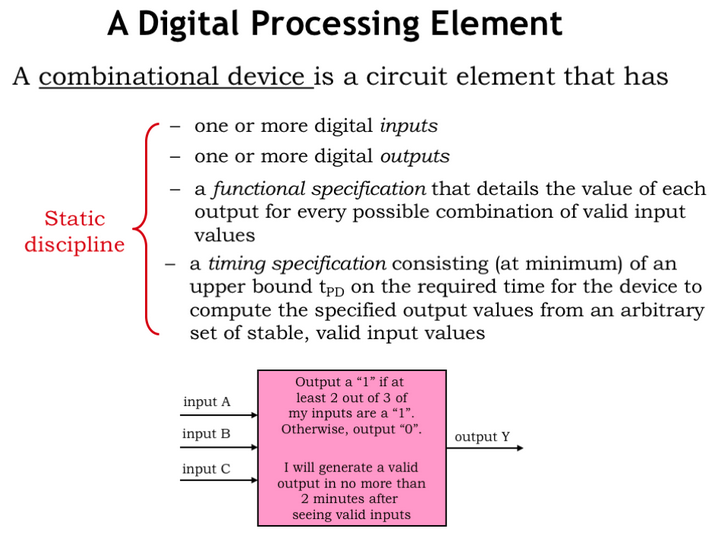 A Digital Processing Element
A combinational device is a circuit element that has
– one or more digital inputs
– one or more digital outputs
– a functional specification that details the value of each
output for every possible combination of valid input
values
– a timing specification consisting (at minimum) of an
upper bound tPD on the required time for the device to
compute the specified output values from an arbitrary
set of stable, valid input values
Static
discipline
input A
input B
input C
Output a “1” if at
least 2 out of 3 of
my inputs are a “1”.
Otherwise, output “0”.
I will generate a valid
output in no more than
2 minutes after
seeing valid inputs
output Y